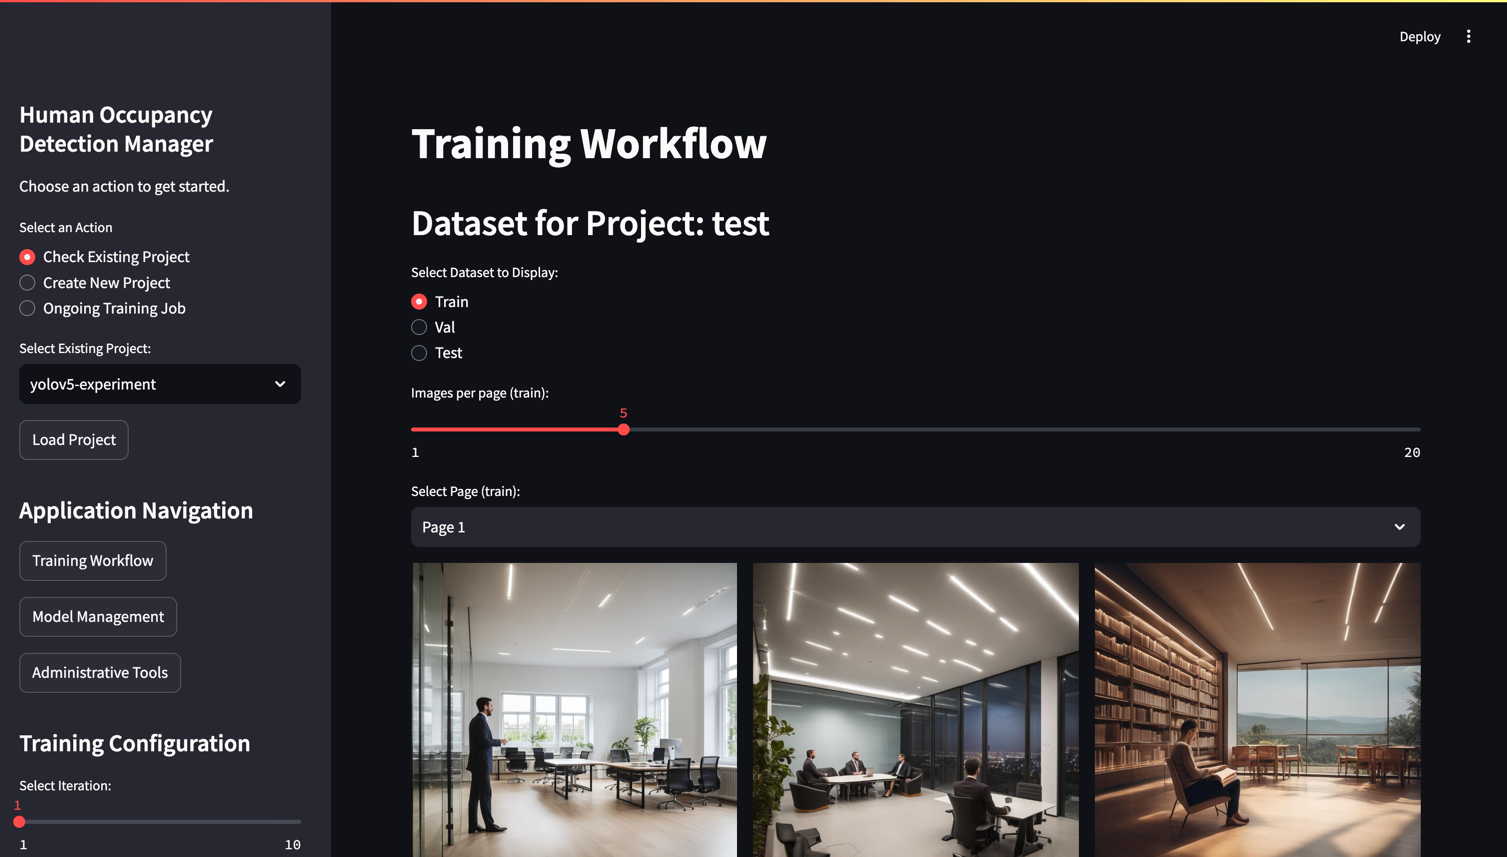 Deploy
Human Occupancy
Detection Manager
Choose an action to get started.
Select an Action
Check Existing Project
Create New Project
Ongoing Training Job
Select Existing Project:
yolov5-experiment
Load Project
Application Navigation
Training Workflow
Model Management
Administrative Tools
Training Configuration
Select Iteration:
1
1
10
Training Workflow
Dataset for Project: test
Select Dataset to Display:
Train
Val
Test
Images per page (train):
5
1
20
Select Page (train):
Page 1